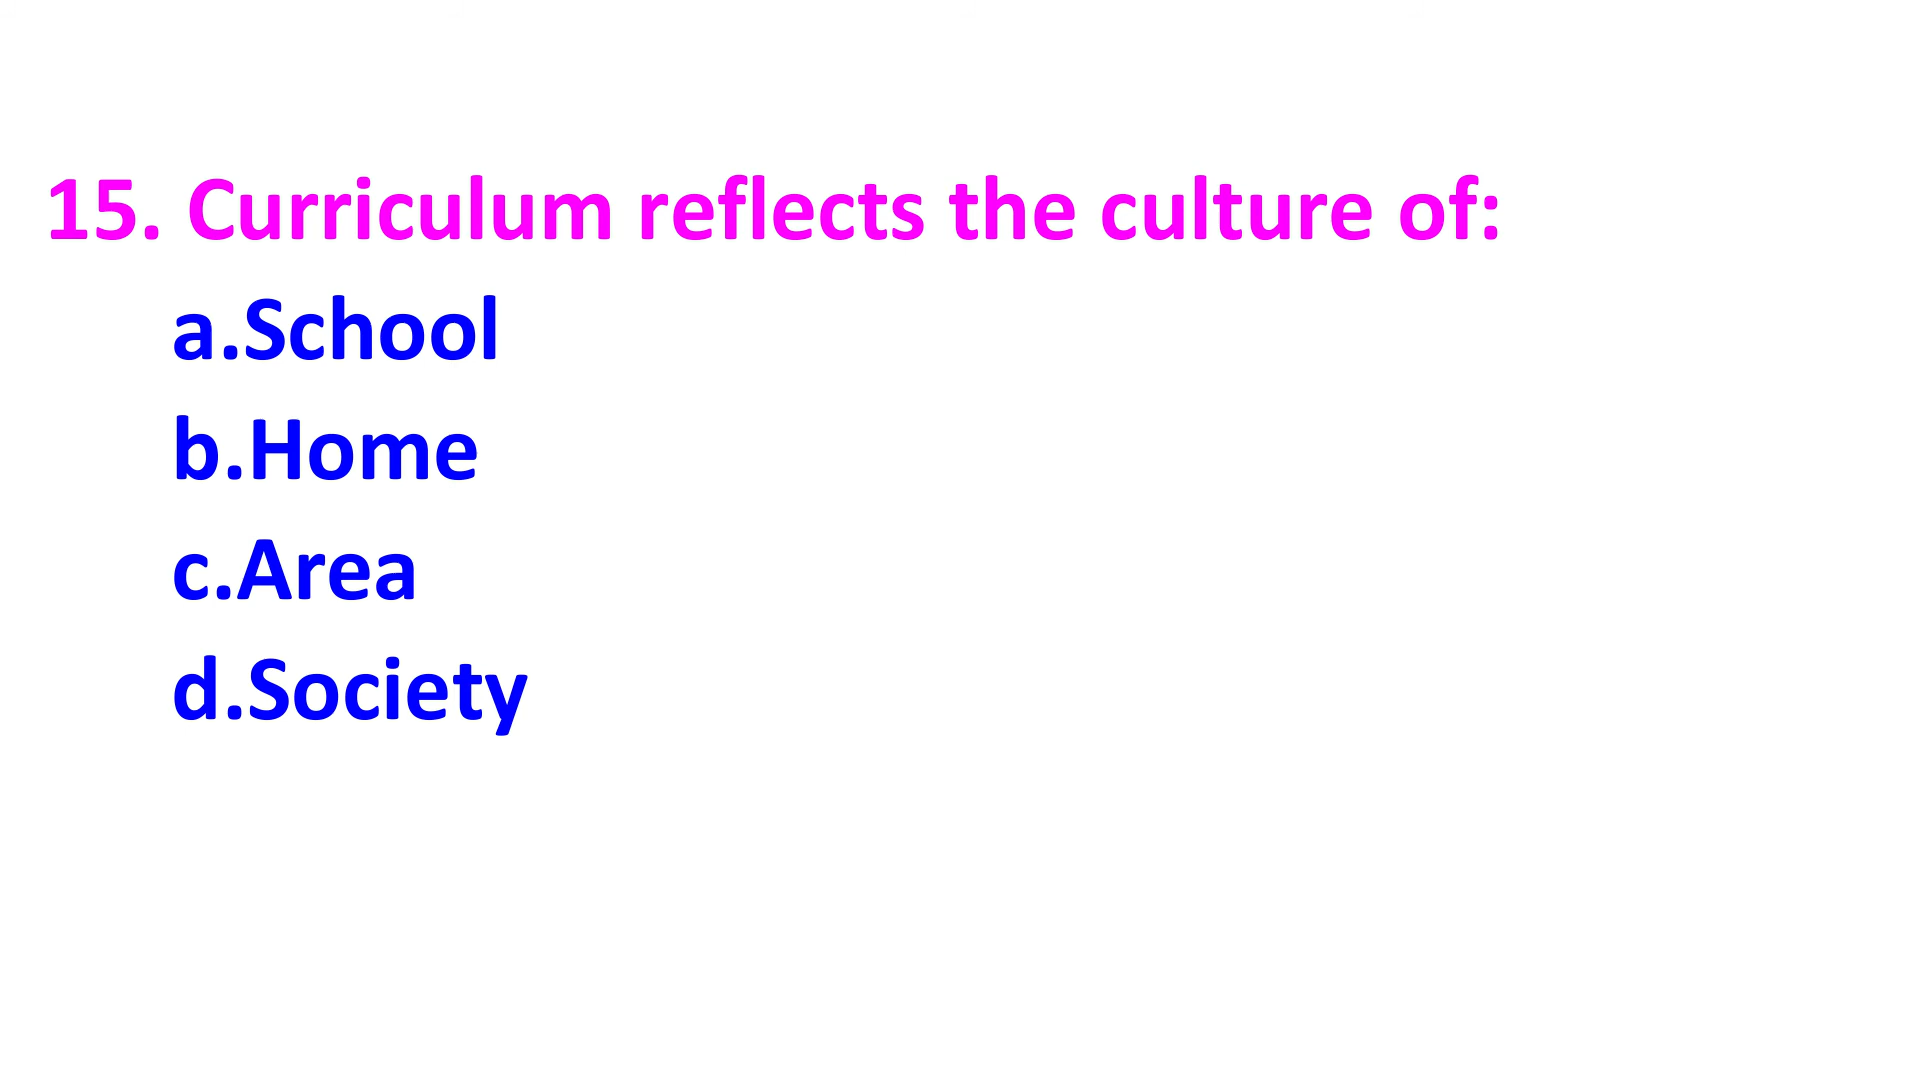 15. Curriculum reflects the culture of:
a.School
b.Home
c.Area
d.Society